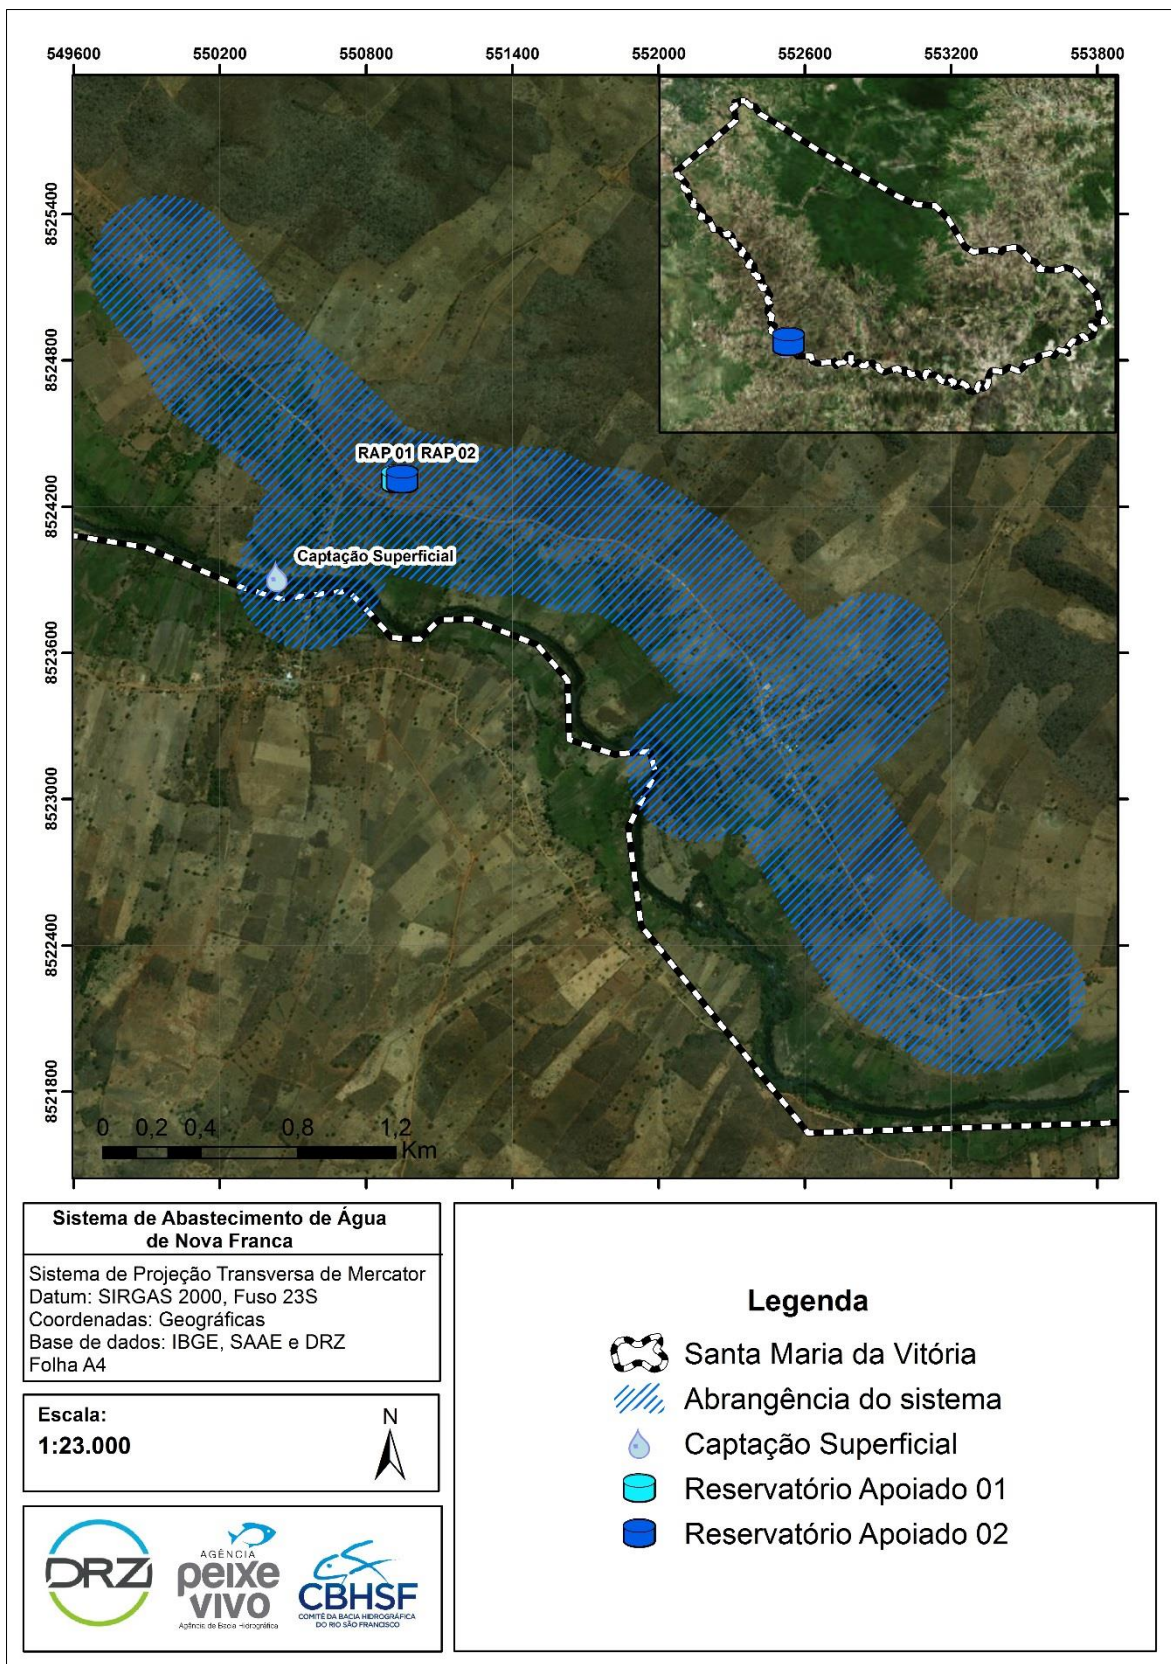 549600 550200 550800 551400 552000 552600 553200 553800
8525400
8524800
RAP 01 RAP 02
8524200
Captação Superficial
8523600
8523000
8522400
8521800
0 0,2 0,4 0,8 1,2
Km
Sistema de Abastecimento de Água
de Nova Franca
Sistema de Projeção Transversa de Mercator
Datum: SIRGAS 2000, Fuso 23S
Coordenadas: Geográficas
Base de dados: IBGE, SAAE e DRZ
Folha A4
Escala:
1:23.000
N
DRZ
AGÊNCIA
peixe
vivo
Agência de Bacia Hidrográfica
CBHSF
COMITÊ DA BACIA HIDROGRÁFICA
DO RIO SÃO FRANCISCO
Legenda
Santa Maria da Vitória
Abrangência do sistema
Captação Superficial
Reservatório Apoiado 01
Reservatório Apoiado 02